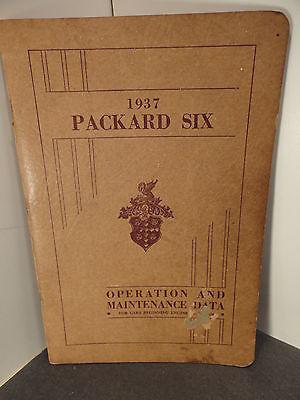 1937
PACKARD SIX
OPERATION AND
MAINTENANCE DATA
FOR CARS BEGINNING ENGINE